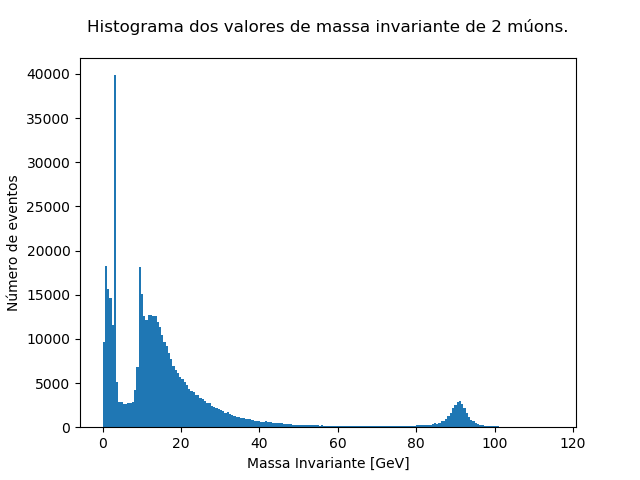 Histograma dos valores de massa invariante de 2 múons.
40000
35000
30000
25000
20000
15000
10000
5000
0
Número de eventos
0 20 40 60 80 100 120
Massa Invariante [GeV]